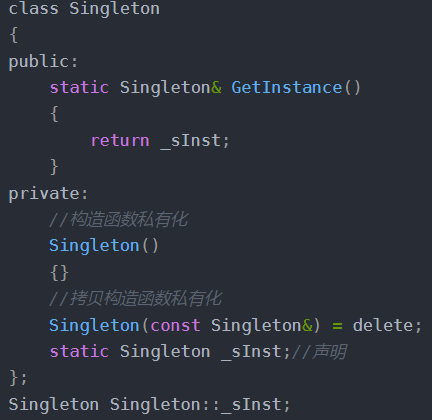 class Singleton
{
public:
    static Singleton& GetInstance()
    {
        return _sInst;
    }
private:
    //构造函数私有化
    Singleton()
    {}
    //拷贝构造函数私有化
    Singleton(const Singleton&) = delete;
    static Singleton _sInst;//声明
};
Singleton Singleton::_sInst;